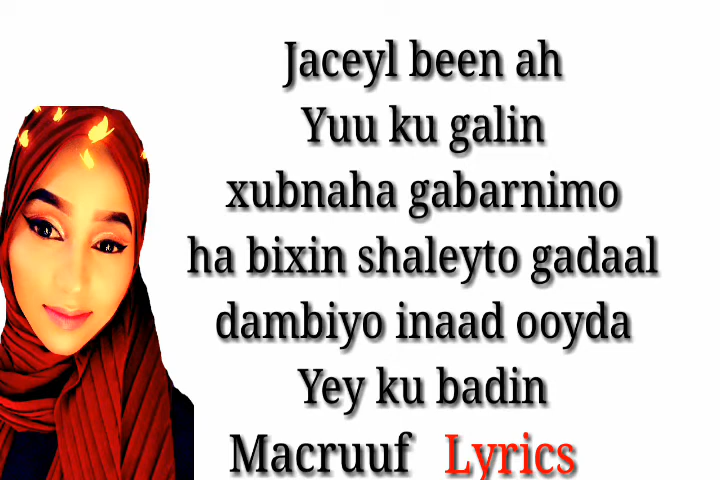 Jaceyl been ah
Yuu ku galin
xubnaha gabarnimo
ha bixin shaleyto gadaal
dambiyo inaad ooyda
Yey ku badin
Macruuf Lyrics